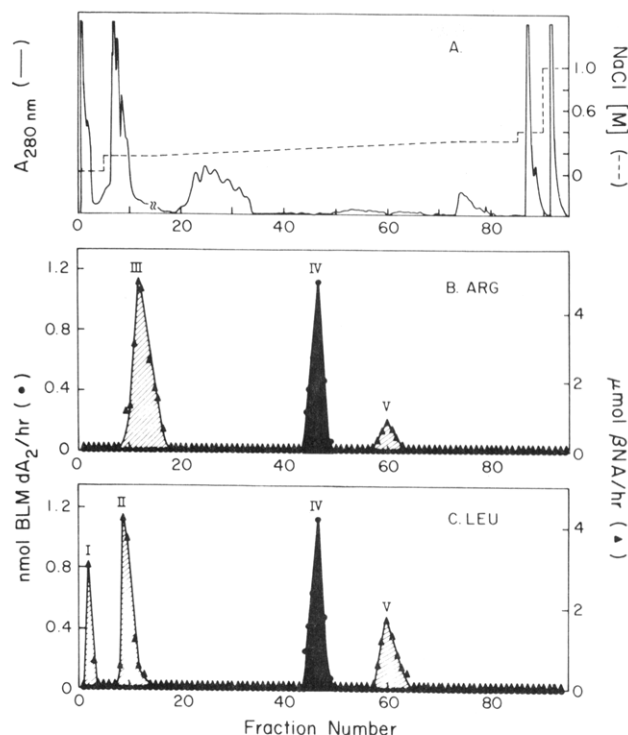 A.
A280 nm (——)
NaCl [M] (---)
1.0
0.6
0
0 20 40 60 80
III IV
B. ARG
V
1.2
0.8
0.4
0
4
2
0
0 20 40 60 80
nmol BLM dA2/hr (●)
μmol βNA/hr (▲)
I II IV
C. LEU
V
1.2
0.8
0.4
0
4
2
0
0 20 40 60 80
Fraction Number